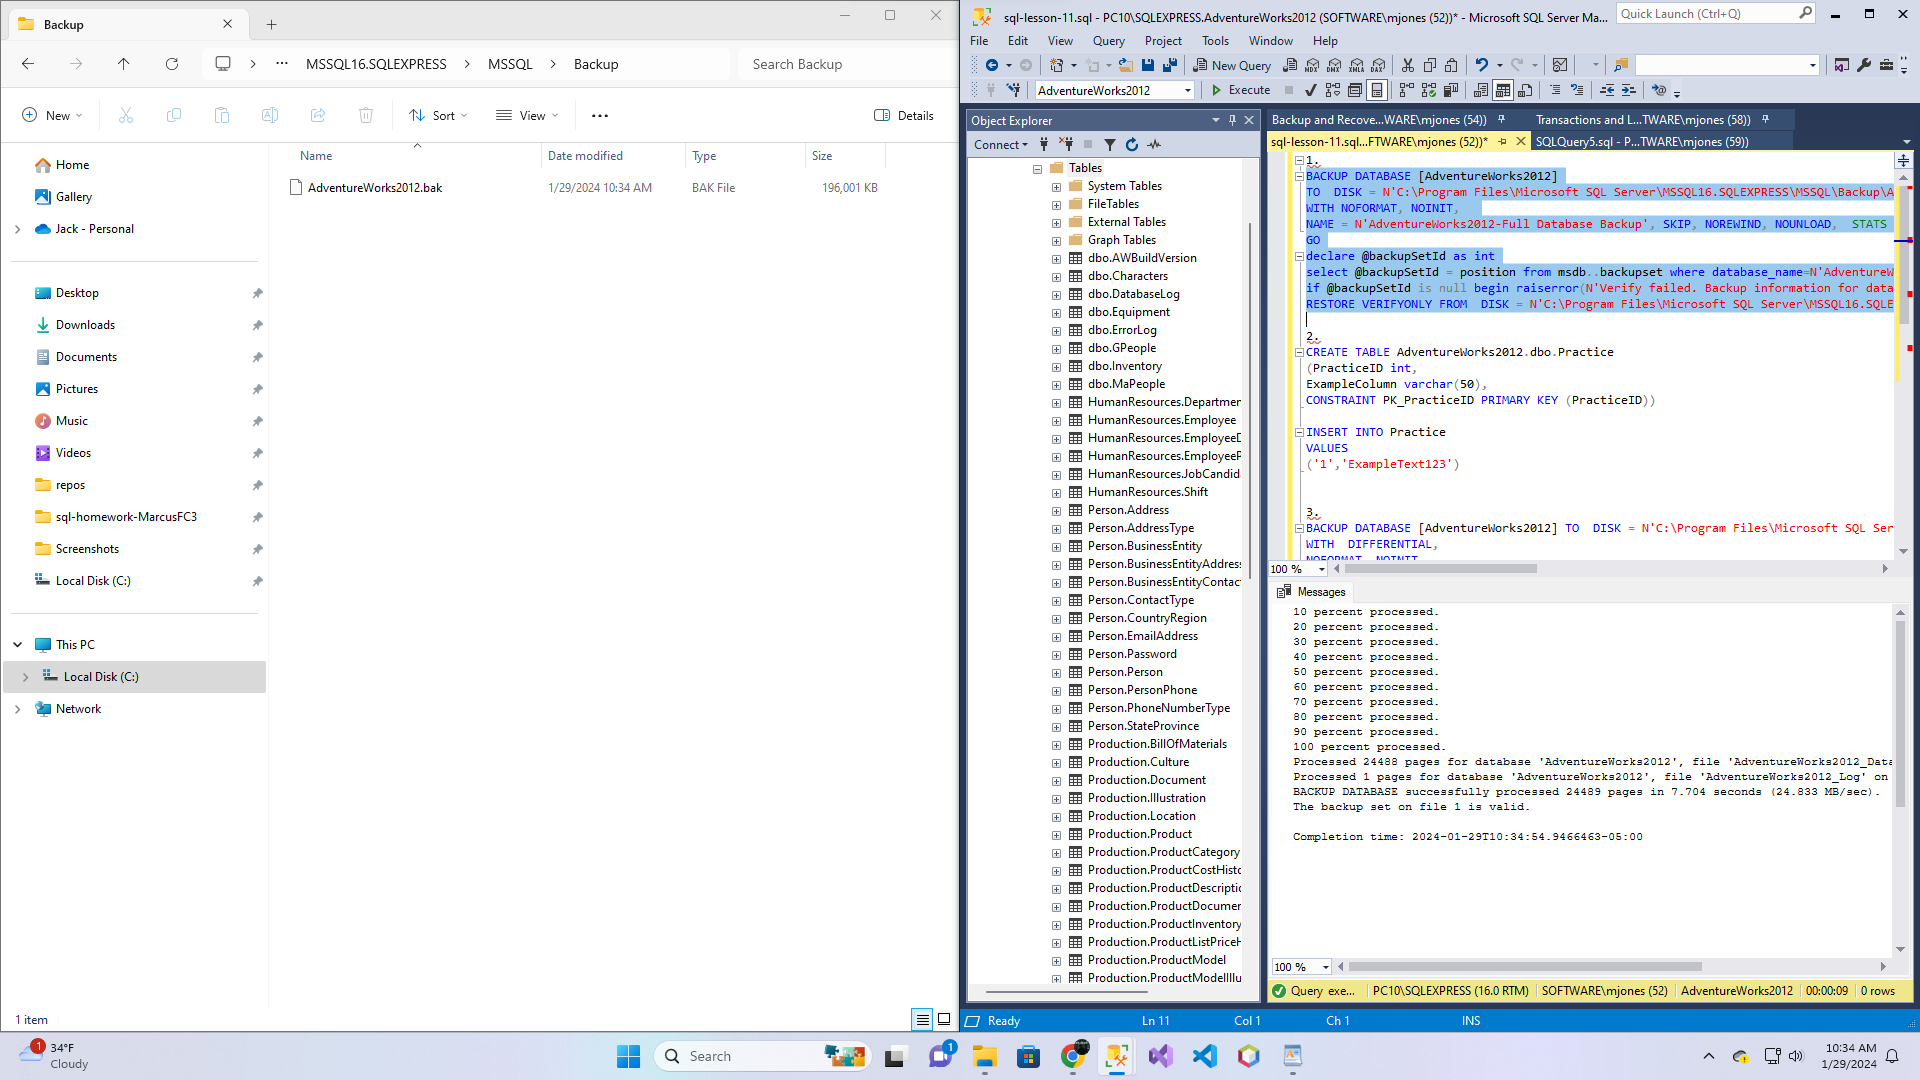 Backup
MSSQL16.SQLEXPRESS
MSSQL
Backup
Search Backup
New
Sort
View
Details
Home
Gallery
Jack - Personal
Desktop
Downloads
Documents
Pictures
Music
Videos
repos
sql-homework-MarcusFC3
Screenshots
Local Disk (C:)
This PC
Local Disk (C:)
Network
Name Date modified Type Size
AdventureWorks2012.bak 1/29/2024 10:34 AM BAK File 196,001 KB
1 item
sql-lesson-11.sql - PC10\SQLEXPRESS.AdventureWorks2012 (SOFTWARE\mjones (52))* - Microsoft SQL Server Ma...
Quick Launch (Ctrl+Q)
File Edit View Query Project Tools Window Help
New Query
MDX DMX XMLA DAX
AdventureWorks2012
Execute
Object Explorer
Connect
Tables
System Tables
FileTables
External Tables
Graph Tables
dbo.AWBuildVersion
dbo.Characters
dbo.DatabaseLog
dbo.Equipment
dbo.ErrorLog
dbo.GPeople
dbo.Inventory
dbo.MaPeople
HumanResources.Departmen
HumanResources.Employee
HumanResources.EmployeeD
HumanResources.EmployeeP
HumanResources.JobCandid
HumanResources.Shift
Person.Address
Person.AddressType
Person.BusinessEntity
Person.BusinessEntityAddress
Person.BusinessEntityContact
Person.ContactType
Person.CountryRegion
Person.EmailAddress
Person.Password
Person.Person
Person.PersonPhone
Person.PhoneNumberType
Person.StateProvince
Production.BillOfMaterials
Production.Culture
Production.Document
Production.Illustration
Production.Location
Production.Product
Production.ProductCategory
Production.ProductCostHisto
Production.ProductDescriptio
Production.ProductDocumen
Production.ProductInventory
Production.ProductListPriceH
Production.ProductModel
Production.ProductModelIllu
Backup and Recove...WARE\mjones (54))
Transactions and L...TWARE\mjones (58))
sql-lesson-11.sql...FTWARE\mjones (52))*
SQLQuery5.sql - P...TWARE\mjones (59))
1.
BACKUP DATABASE [AdventureWorks2012]
TO DISK = N'C:\Program Files\Microsoft SQL Server\MSSQL16.SQLEXPRESS\MSSQL\Backup\A
WITH NOFORMAT, NOINIT,
NAME = N'AdventureWorks2012-Full Database Backup', SKIP, NOREWIND, NOUNLOAD, STATS
GO
declare @backupSetId as int
select @backupSetId = position from msdb..backupset where database_name=N'AdventureW
if @backupSetId is null begin raiserror(N'Verify failed. Backup information for data
RESTORE VERIFYONLY FROM DISK = N'C:\Program Files\Microsoft SQL Server\MSSQL16.SQLE
2.
CREATE TABLE AdventureWorks2012.dbo.Practice
(PracticeID int,
ExampleColumn varchar(50),
CONSTRAINT PK_PracticeID PRIMARY KEY (PracticeID))
INSERT INTO Practice
VALUES
('1','ExampleText123')
3.
BACKUP DATABASE [AdventureWorks2012] TO DISK = N'C:\Program Files\Microsoft SQL Ser
WITH DIFFERENTIAL,
NOFORMAT, NOINIT
100 %
Messages
10 percent processed.
20 percent processed.
30 percent processed.
40 percent processed.
50 percent processed.
60 percent processed.
70 percent processed.
80 percent processed.
90 percent processed.
100 percent processed.
Processed 24488 pages for database 'AdventureWorks2012', file 'AdventureWorks2012_Data
Processed 1 pages for database 'AdventureWorks2012', file 'AdventureWorks2012_Log' on
BACKUP DATABASE successfully processed 24489 pages in 7.704 seconds (24.833 MB/sec).
The backup set on file 1 is valid.
Completion time: 2024-01-29T10:34:54.9466463-05:00
100 %
Query exe... PC10\SQLEXPRESS (16.0 RTM) SOFTWARE\mjones (52) AdventureWorks2012 00:00:09 0 rows
Ready Ln 11 Col 1 Ch 1 INS
1
34°F
Cloudy
Search
1
10:34 AM
1/29/2024